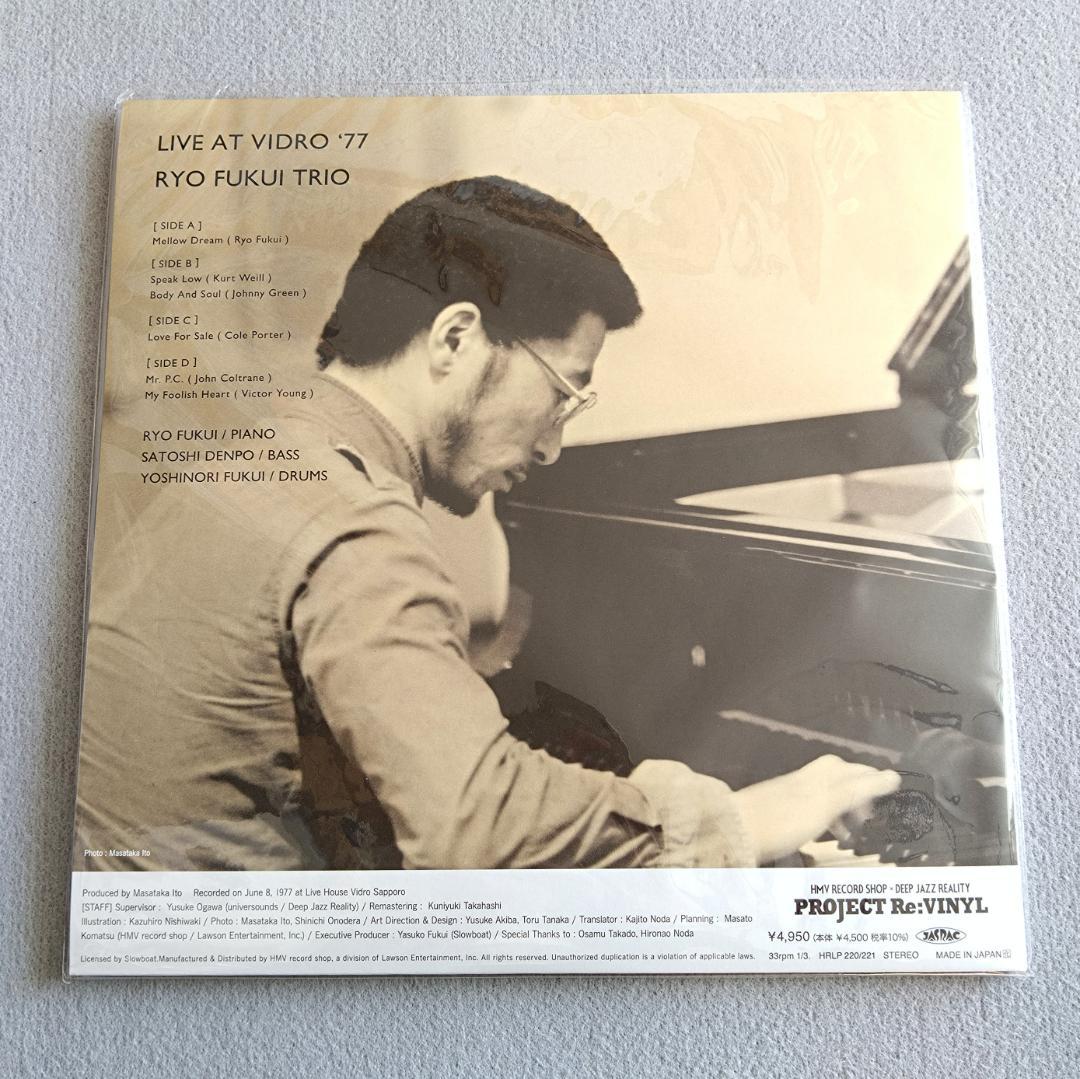 LIVE AT VIDRO ‘77
RYO FUKUI TRIO
[ SIDE A ]
Mellow Dream ( Ryo Fukui )
[ SIDE B ]
Speak Low ( Kurt Weill )
Body And Soul ( Johnny Green )
[ SIDE C ]
Love For Sale ( Cole Porter )
[ SIDE D ]
Mr. P.C. ( John Coltrane )
My Foolish Heart ( Victor Young )
RYO FUKUI / PIANO
SATOSHI DENPO / BASS
YOSHINORI FUKUI / DRUMS
Photo : Masataka Ito
Produced by Masataka Ito Recorded on June 8, 1977 at Live House Vidro Sapporo
[STAFF] Supervisor : Yusuke Ogawa (universounds / Deep Jazz Reality) / Remastering : Kuniyuki Takahashi
Illustration : Kazuhiro Nishiwaki / Photo : Masataka Ito, Shinichi Onodera / Art Direction & Design : Yusuke Akiba, Toru Tanaka / Translator : Kajito Noda / Planning : Masato
Komatsu (HMV record shop / Lawson Entertainment, Inc.) / Executive Producer : Yasuko Fukui (Slowboat) / Special Thanks to : Osamu Takado, Hironao Noda
Licensed by Slowboat.Manufactured & Distributed by HMV record shop, a division of Lawson Entertainment, Inc. All rights reserved. Unauthorized duplication is a violation of applicable laws.
HMV RECORD SHOP × DEEP JAZZ REALITY
PROJECT Re:VINYL
¥4,950 (本体 ¥4,500 税率10%) JASRAC
33rpm 1/3. HRLP 220/221 STEREO MADE IN JAPAN